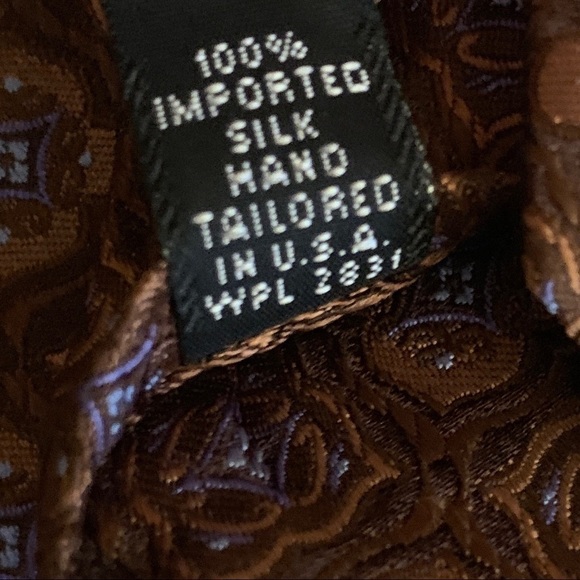 100%
IMPORTED
SILK
HAND
TAILORED
IN U.S.A.
WPL 2831